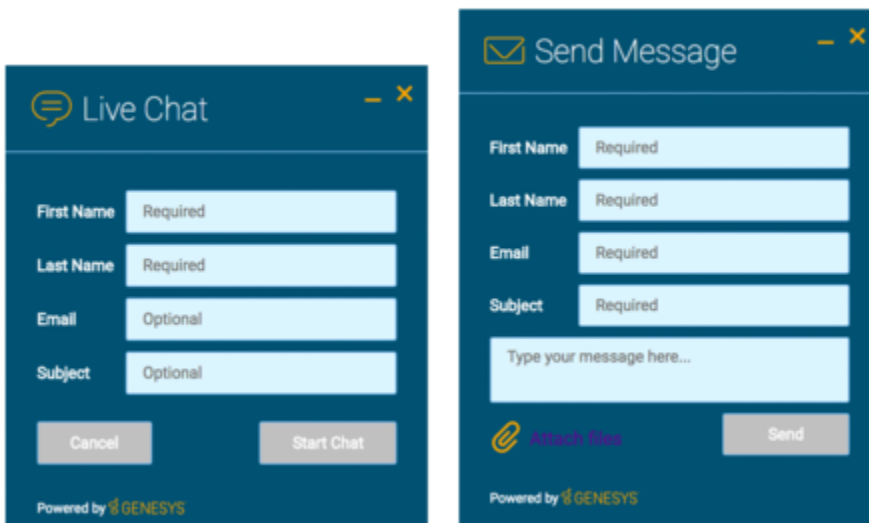 Live Chat
First Name Required
Last Name Required
Email Optional
Subject Optional
Cancel Start Chat
Powered by GENESYS
Send Message
First Name Required
Last Name Required
Email Required
Subject Required
Type your message here...
Attach files Send
Powered by GENESYS